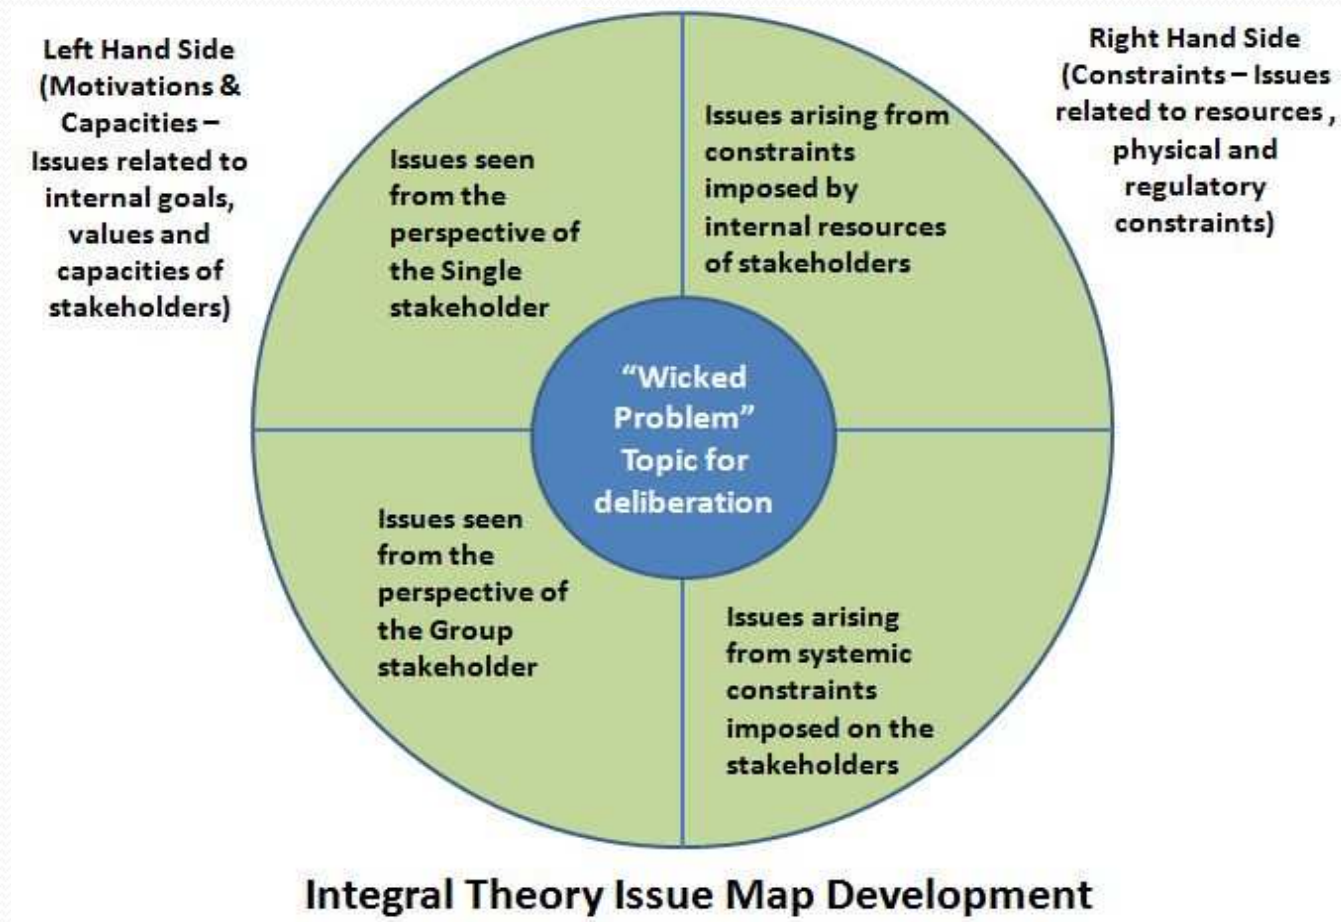 Left Hand Side
(Motivations &
Capacities –
Issues related to
internal goals,
values and
capacities of
stakeholders)
Right Hand Side
(Constraints – Issues
related to resources ,
physical and
regulatory
constraints)
Issues seen
from the
perspective of
the Single
stakeholder
Issues arising from
constraints
imposed by
internal resources
of stakeholders
“Wicked
Problem”
Topic for
deliberation
Issues seen
from the
perspective of
the Group
stakeholder
Issues arising
from systemic
constraints
imposed on the
stakeholders
Integral Theory Issue Map Development